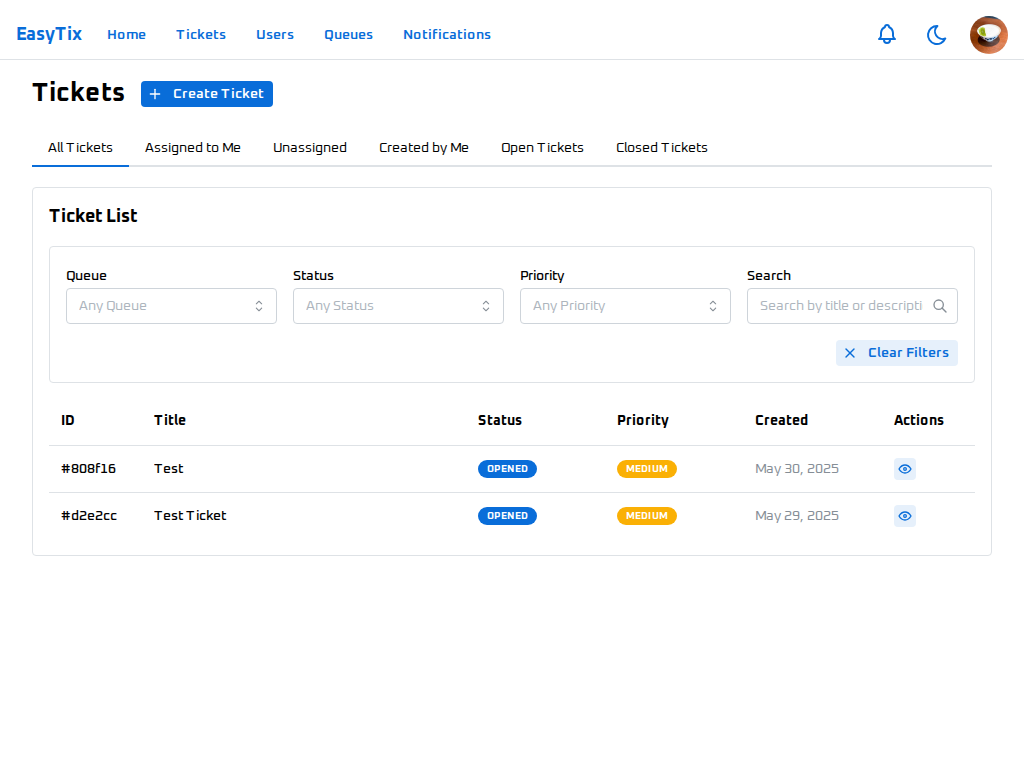 EasyTix Home Tickets Users Queues Notifications
Tickets + Create Ticket
All Tickets Assigned to Me Unassigned Created by Me Open Tickets Closed Tickets
Ticket List
Queue Status Priority Search
Any Queue Any Status Any Priority Search by title or descripti
Clear Filters
ID Title Status Priority Created Actions
#808f16 Test OPENED MEDIUM May 30, 2025
#d2e2cc Test Ticket OPENED MEDIUM May 29, 2025